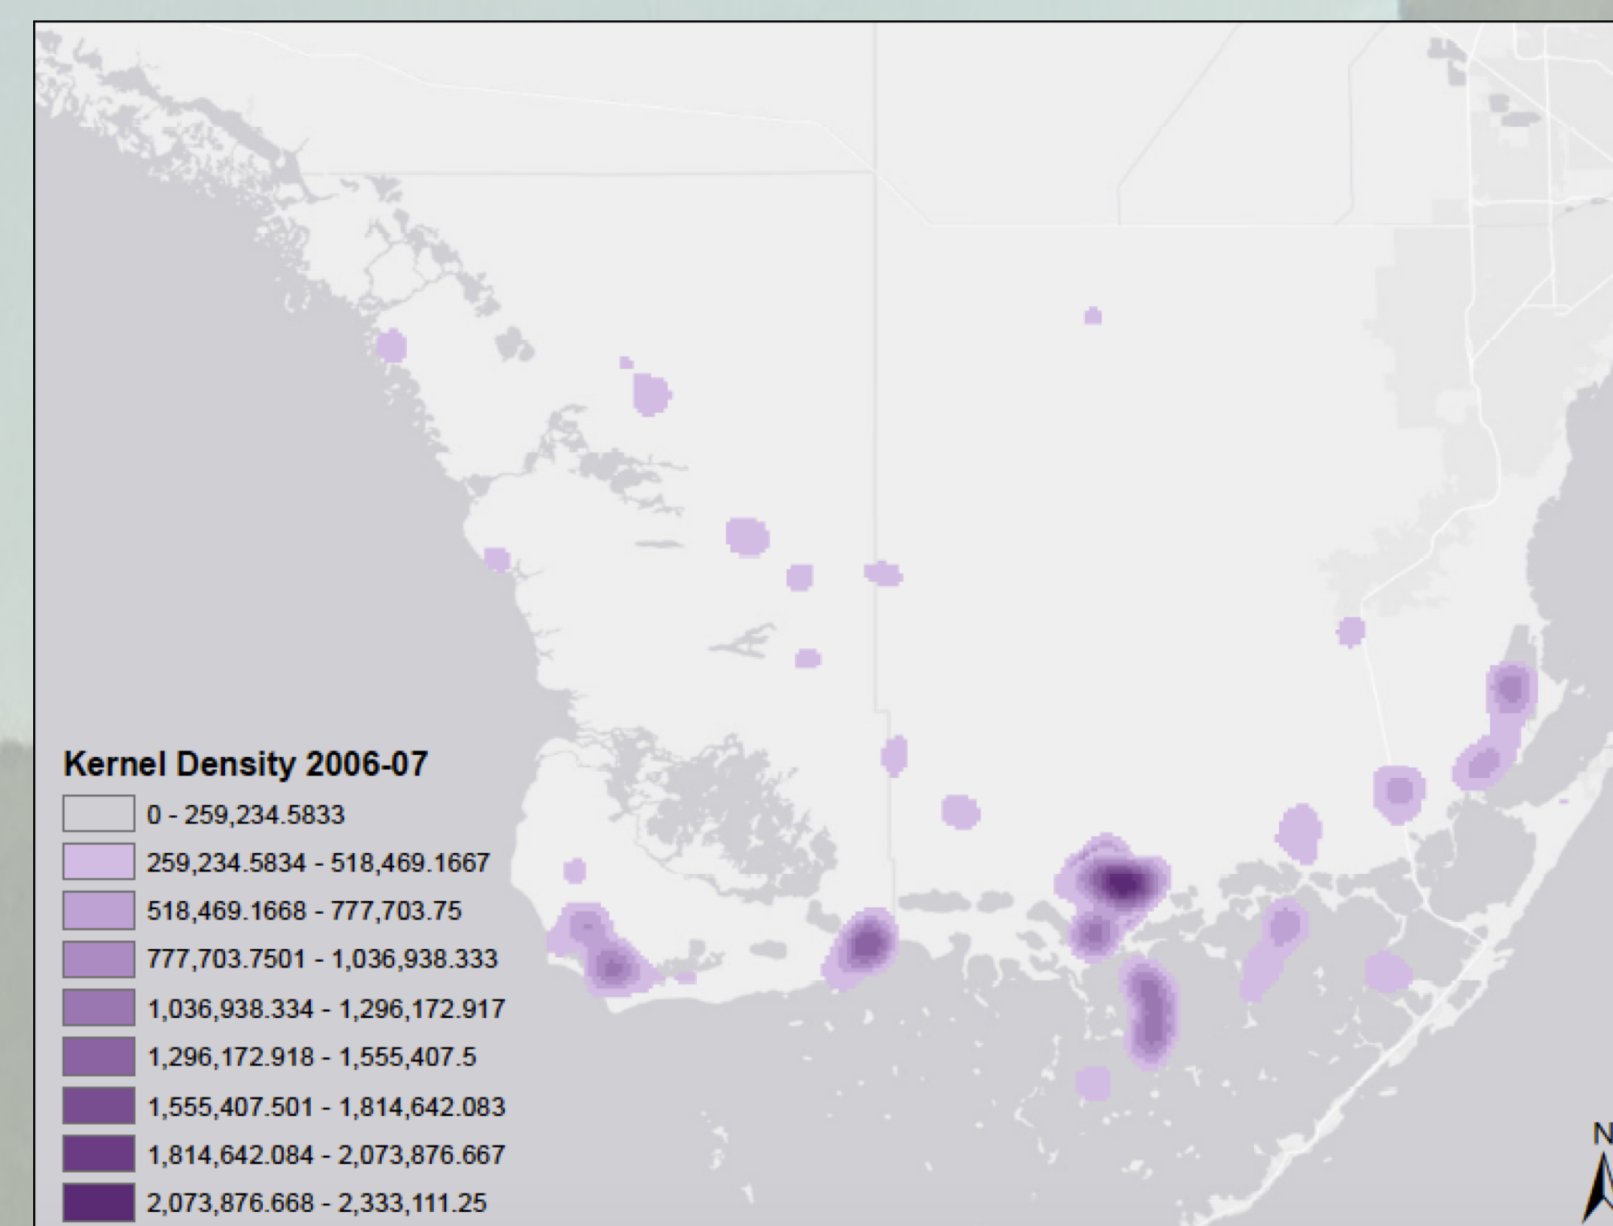 Kernel Density 2006-07
0 - 259,234.5833
259,234.5834 - 518,469.1667
518,469.1668 - 777,703.75
777,703.7501 - 1,036,938.333
1,036,938.334 - 1,296,172.917
1,296,172.918 - 1,555,407.5
1,555,407.501 - 1,814,642.083
1,814,642.084 - 2,073,876.667
2,073,876.668 - 2,333,111.25
N